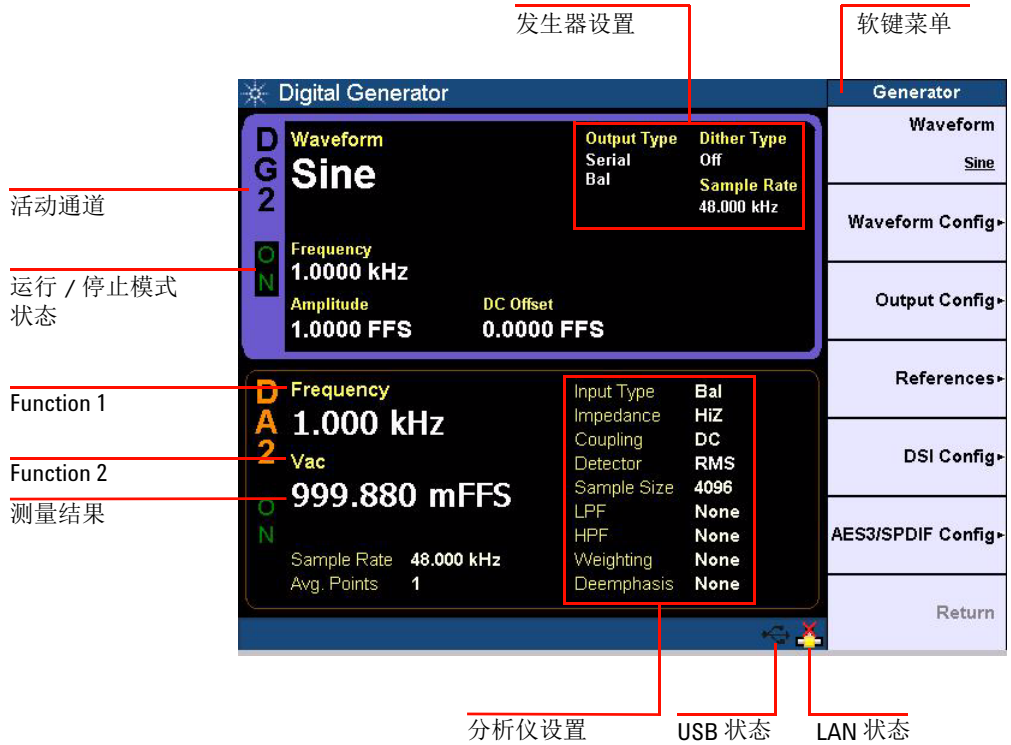 发生器设置
软键菜单
Digital Generator
Generator
DG2
ON
Waveform
Sine
Output Type
Serial
Bal
Dither Type
Off
Sample Rate
48.000 kHz
Frequency
1.0000 kHz
Amplitude
1.0000 FFS
DC Offset
0.0000 FFS
Waveform
Sine
Waveform Config
Output Config
References
DSI Config
AES3/SPDIF Config
Return
活动通道
运行 / 停止模式
状态
Function 1
Function 2
测量结果
DA2
ON
Frequency
1.000 kHz
Vac
999.880 mFFS
Sample Rate 48.000 kHz
Avg. Points 1
Input Type Bal
Impedance HiZ
Coupling DC
Detector RMS
Sample Size 4096
LPF None
HPF None
Weighting None
Deemphasis None
分析仪设置
USB 状态
LAN 状态